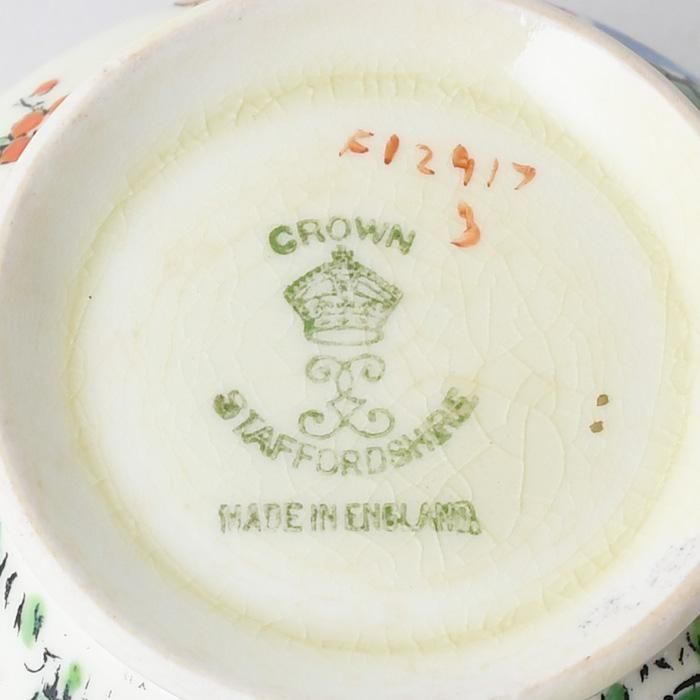 F12917
3
CROWN
STAFFORDSHIRE
MADE IN ENGLAND